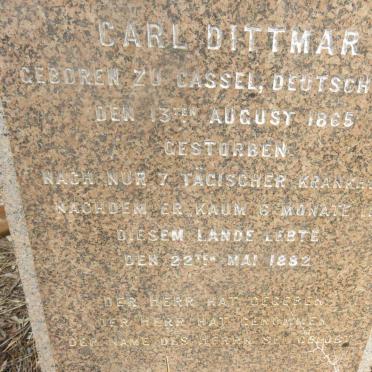 CARL DITTMAR
GEBOREN ZU CASSEL, DEUTSCH
DEN 13TEN AUGUST 1865
GESTORBEN
NACH NUR 7 TÄGISCHER KRANKH
NACHDEM ER KAUM 6 MONATE I
DIESEM LANDE LEBTE
DEN 22TEN MAI 1882
DER HERR HAT GEGEBEN
DER HERR HAT GENOMMEN
DER NAME DES HERRN SEI GELOBT